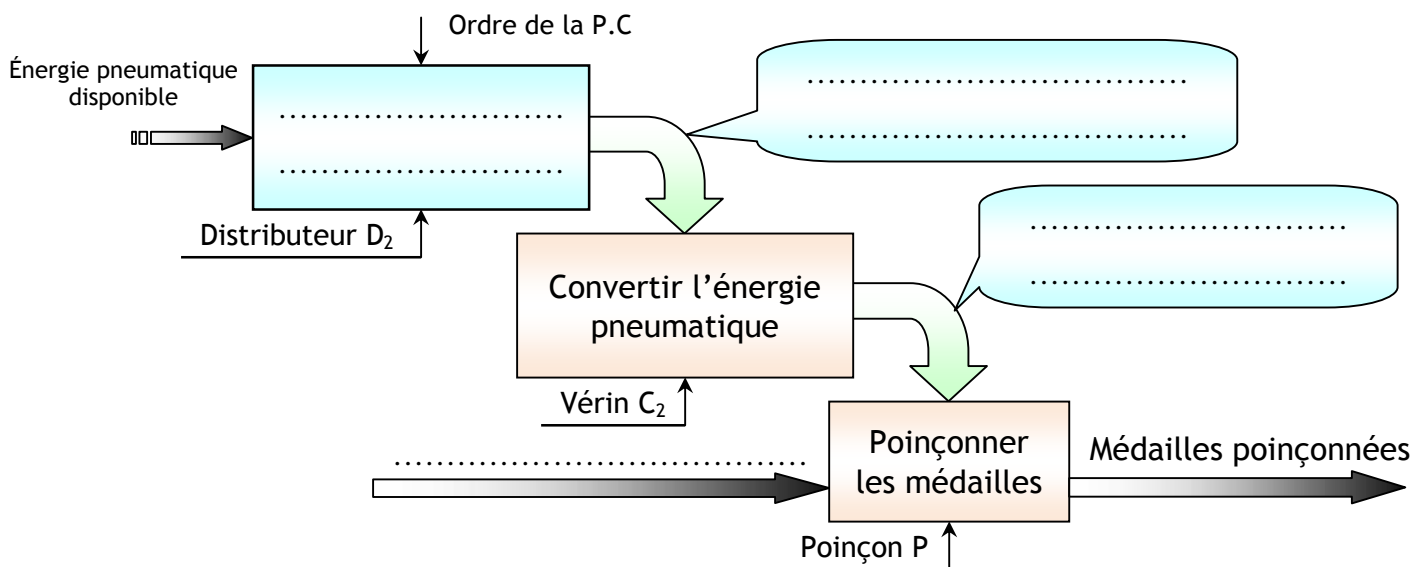 Ordre de la P.C
Énergie pneumatique
disponible
........................................
........................................
........................................
........................................
Distributeur D₂
........................................
........................................
Convertir l’énergie
pneumatique
Vérin C₂
........................................
Poinçonner
les médailles
Médailles poinçonnées
Poinçon P